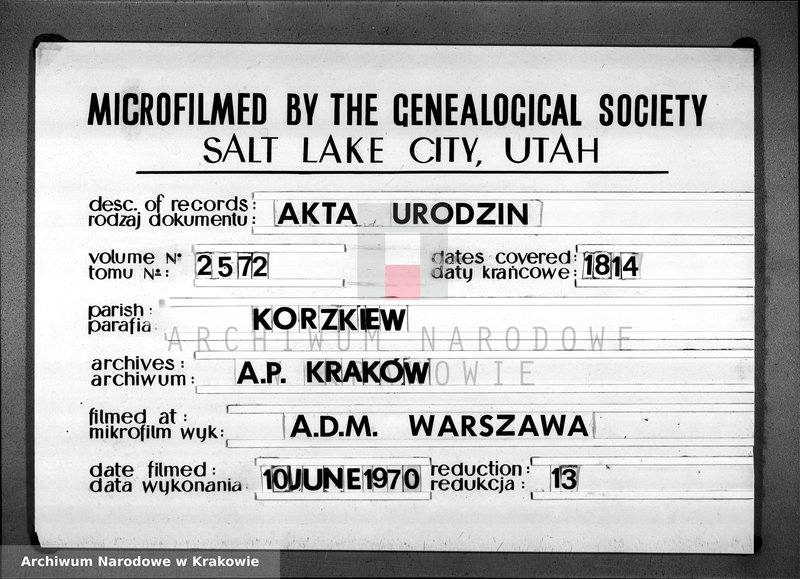 MICROFILMED BY THE GENEALOGICAL SOCIETY
SALT LAKE CITY, UTAH
desc. of records: AKTA URODZIN
rodzaj dokumentu:
volume Nº 2572 dates covered: 1814
tomu Nº: daty krańcowe:
parish: KORZKIEW
parafia:
ARCHIWUM NARODOWE
W KRAKOWIE
archives: A.P. KRAKÓW
archiwum:
filmed at: A.D.M. WARSZAWA
mikrofilm wyk:
date filmed: 10 JUNE 1970 reduction: 13
data wykonania: redukcja:
Archiwum Narodowe w Krakowie